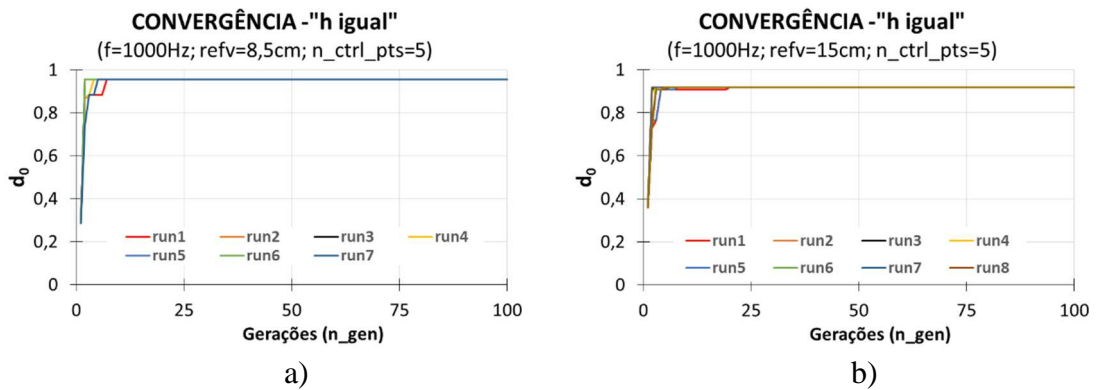 CONVERGÊNCIA -"h igual"
(f=1000Hz; refv=8,5cm; n_ctrl_pts=5)
1
0,8
0,6
0,4
0,2
0
d0
run1 run2 run3 run4
run5 run6 run7
0 25 50 75 100
Gerações (n_gen)
a)
CONVERGÊNCIA -"h igual"
(f=1000Hz; refv=15cm; n_ctrl_pts=5)
1
0,8
0,6
0,4
0,2
0
d0
run1 run2 run3 run4
run5 run6 run7 run8
0 25 50 75 100
Gerações (n_gen)
b)